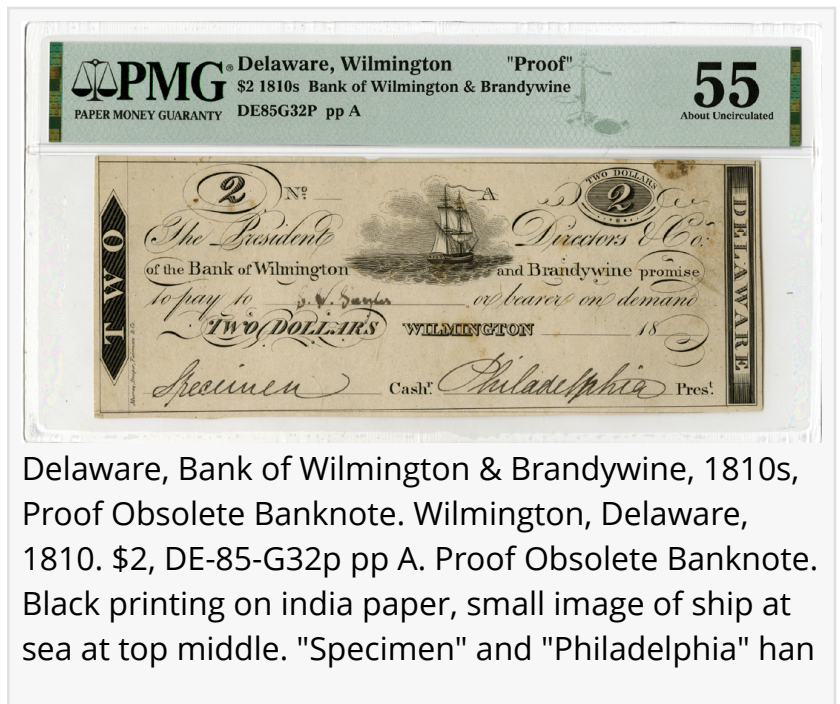 PMG®
PAPER MONEY GUARANTY
Delaware, Wilmington "Proof"
$2 1810s Bank of Wilmington & Brandywine
DE85G32P pp A
55
About Uncirculated
2 No A TWO DOLLARS 2
TWO
DELAWARE
The President Directors & Co.
of the Bank of Wilmington and Brandywine promise
to pay to or bearer on demand
TWO DOLLARS WILMINGTON 18
Specimen Cashr. Philadelphia Prest.
Delaware, Bank of Wilmington & Brandywine, 1810s,
Proof Obsolete Banknote. Wilmington, Delaware,
1810. $2, DE-85-G32p pp A. Proof Obsolete Banknote.
Black printing on india paper, small image of ship at
sea at top middle. "Specimen" and "Philadelphia" han